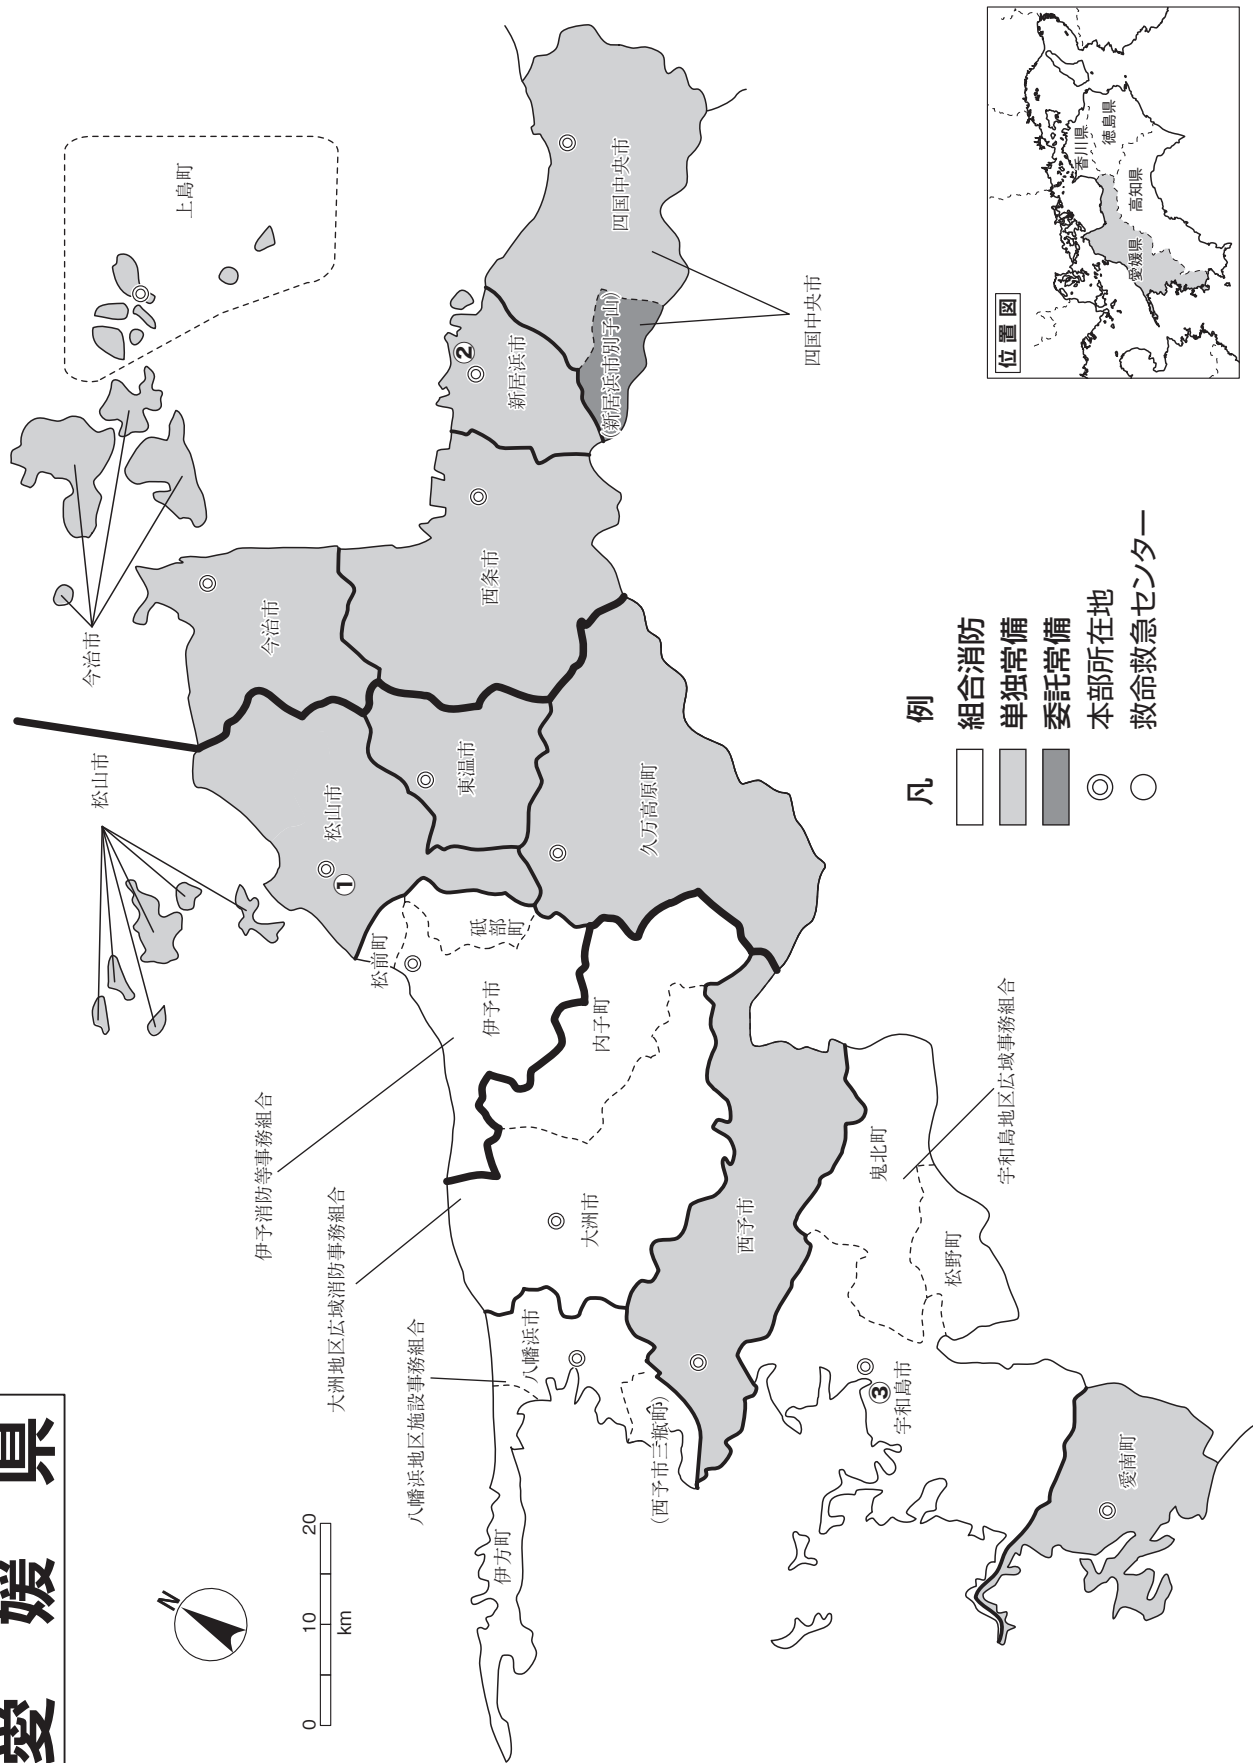 愛媛県
N
0 10 20
km
上島町
今治市
今治市
松山市
松山市
1
東温市
西条市
2
新居浜市
(新居浜市別子山)
四国中央市
四国中央市
久万高原町
松前町
砥部町
伊予市
内子町
伊予消防等事務組合
大洲地区広域消防事務組合
大洲市
八幡浜地区施設事務組合
八幡浜市
伊方町
(西予市三瓶町)
西予市
鬼北町
松野町
宇和島地区広域事務組合
3
宇和島市
愛南町
凡例
組合消防
単独常備
委託常備
本部所在地
救命救急センター
位置図
香川県
徳島県
愛媛県
高知県